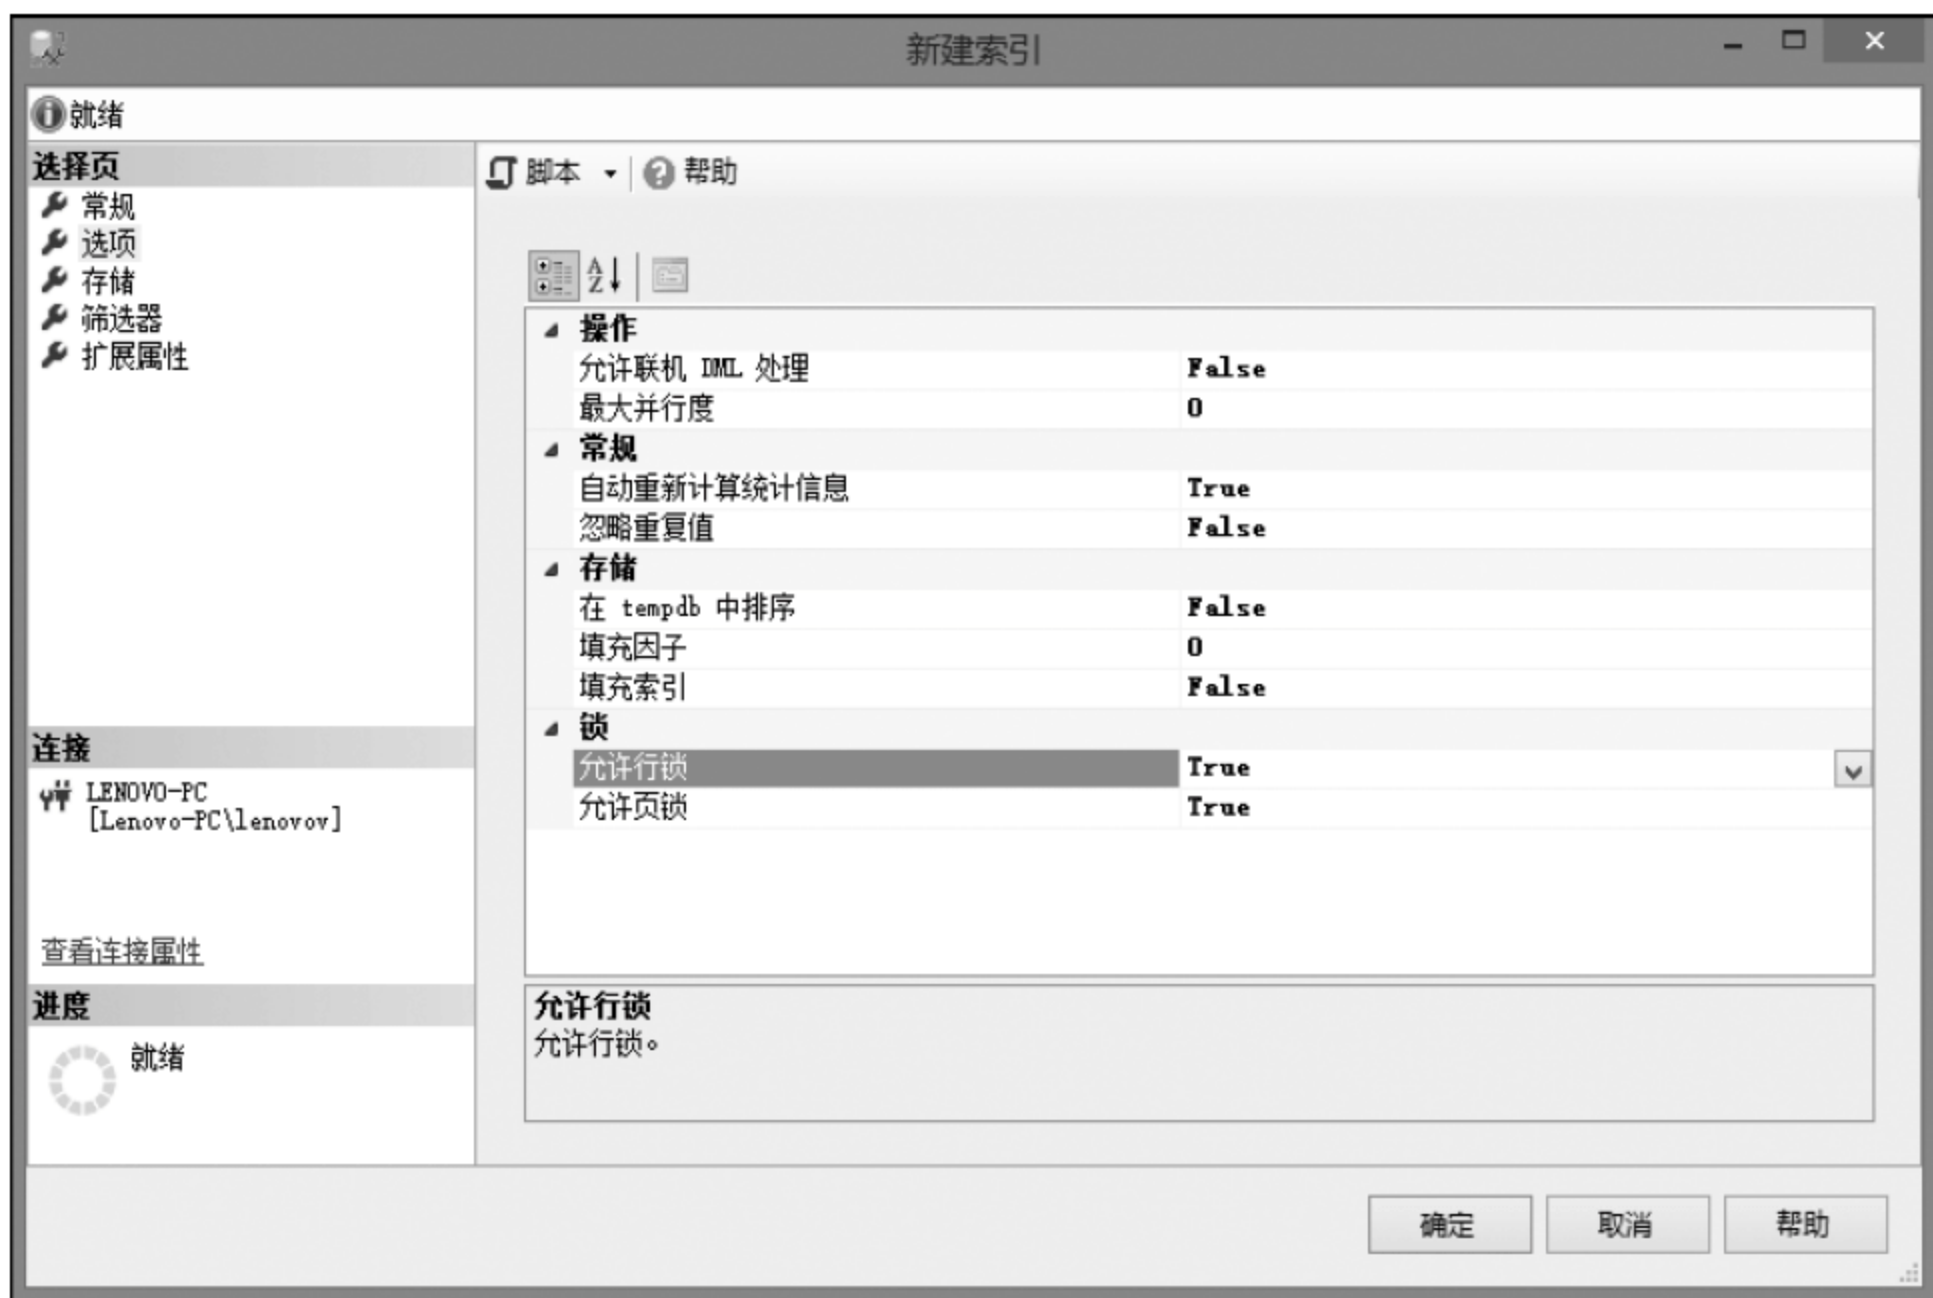 新建索引
就绪
选择页
常规
选项
存储
筛选器
扩展属性
连接
LENOVO-PC
[Lenovo-PC\lenovov]
查看连接属性
进度
就绪
脚本 帮助
操作
允许联机 DML 处理 False
最大并行度 0
常规
自动重新计算统计信息 True
忽略重复值 False
存储
在 tempdb 中排序 False
填充因子 0
填充索引 False
锁
允许行锁 True
允许页锁 True
允许行锁
允许行锁。
确定 取消 帮助